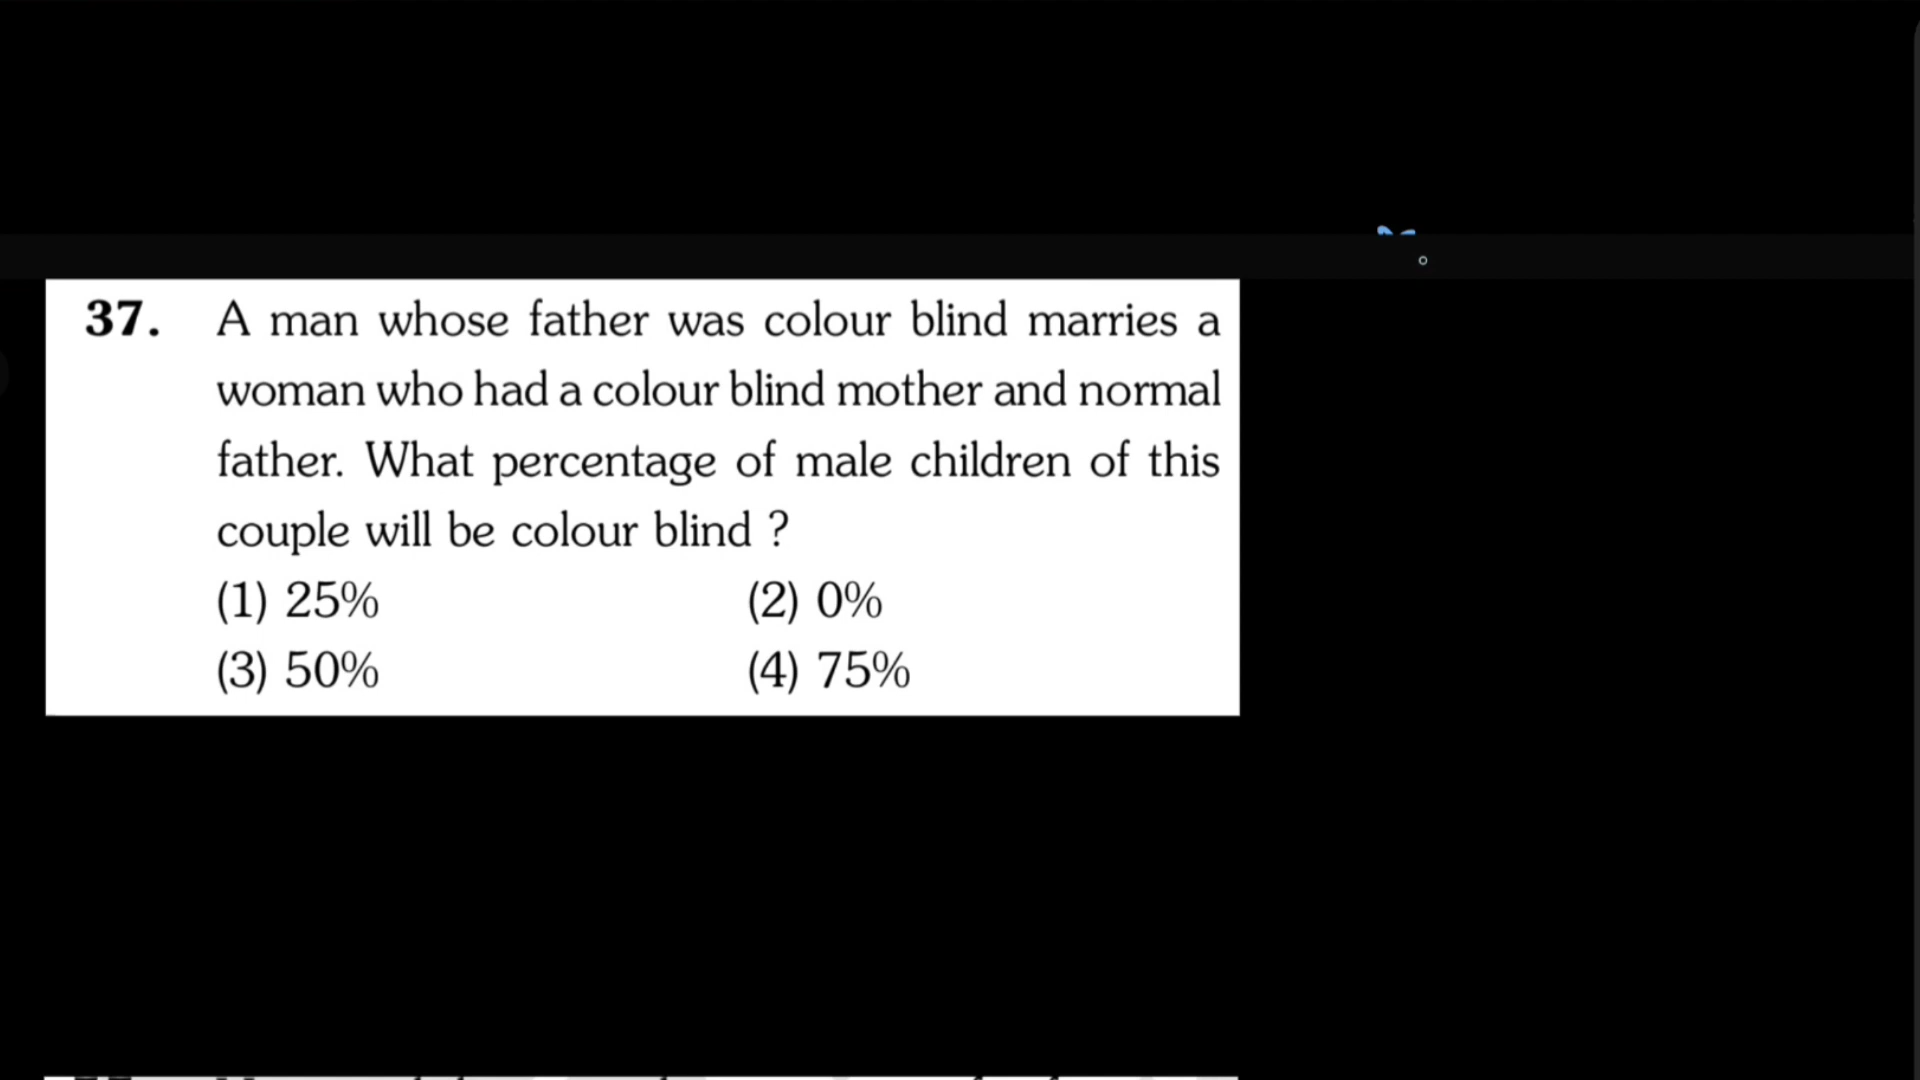 37. A man whose father was colour blind marries a
woman who had a colour blind mother and normal
father. What percentage of male children of this
couple will be colour blind ?
(1) 25% (2) 0%
(3) 50% (4) 75%